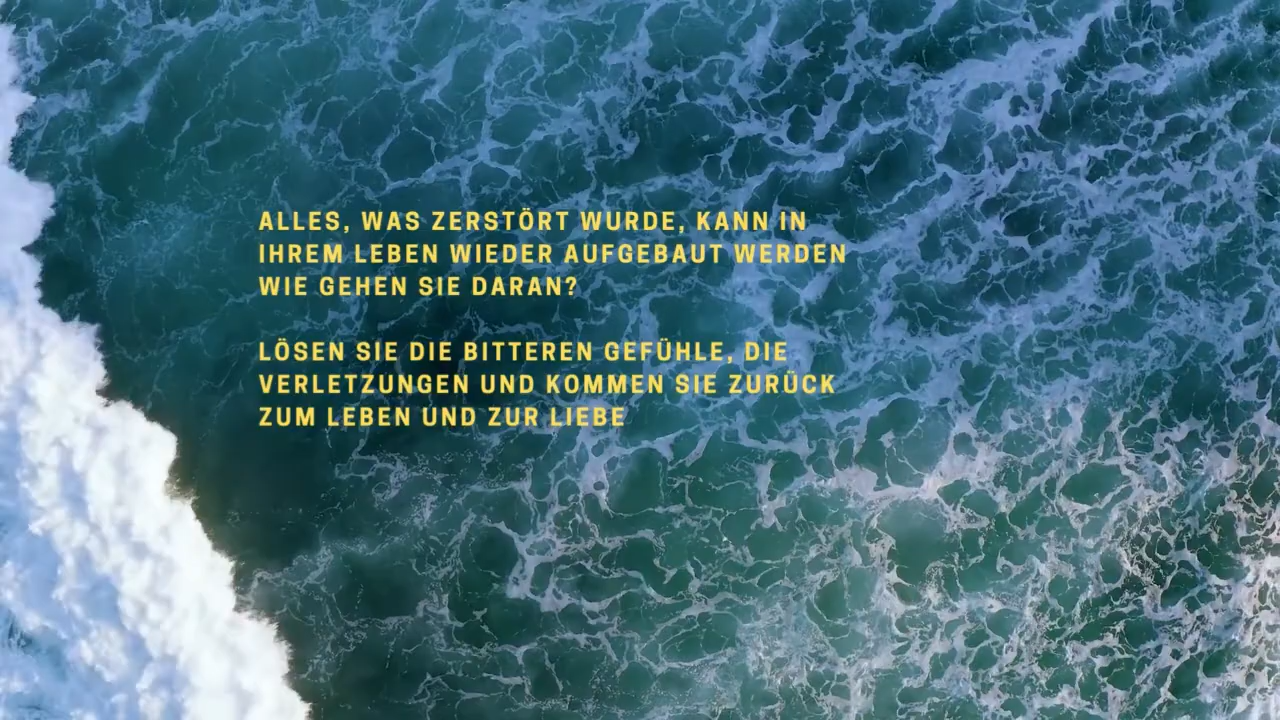 ALLES, WAS ZERSTÖRT WURDE, KANN IN
IHREM LEBEN WIEDER AUFGEBAUT WERDEN
WIE GEHEN SIE DARAN?
LÖSEN SIE DIE BITTEREN GEFÜHLE, DIE
VERLETZUNGEN UND KOMMEN SIE ZURÜCK
ZUM LEBEN UND ZUR LIEBE